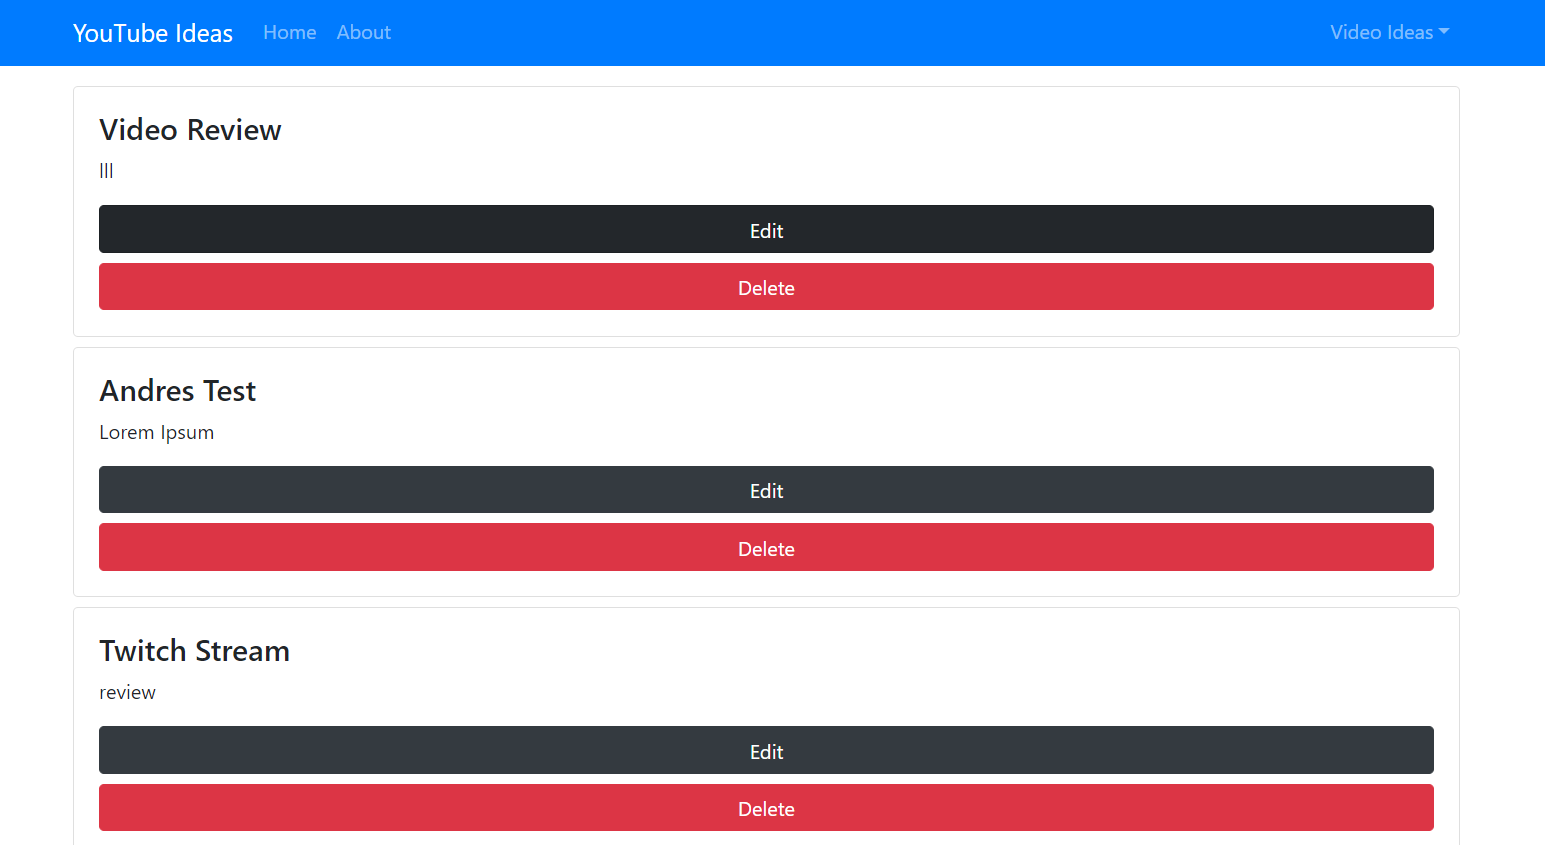 YouTube Ideas Home About Video Ideas
Video Review
lll
Edit
Delete
Andres Test
Lorem Ipsum
Edit
Delete
Twitch Stream
review
Edit
Delete